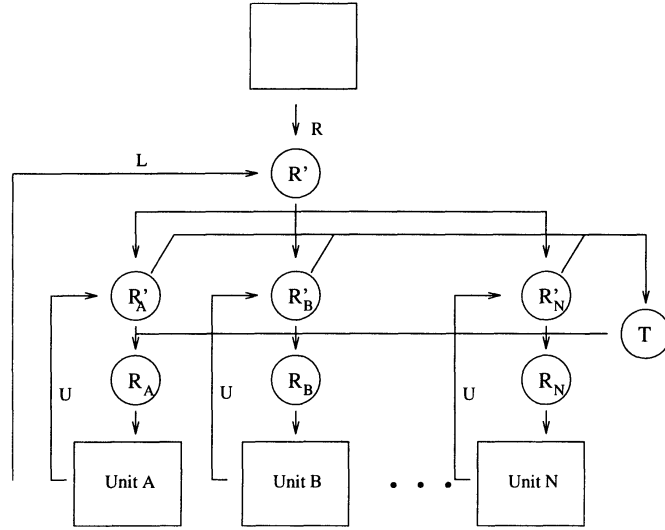 R
L
R'
R'A
R'B
R'N
T
RA
RB
RN
U
U
U
Unit A
Unit B
. . .
Unit N